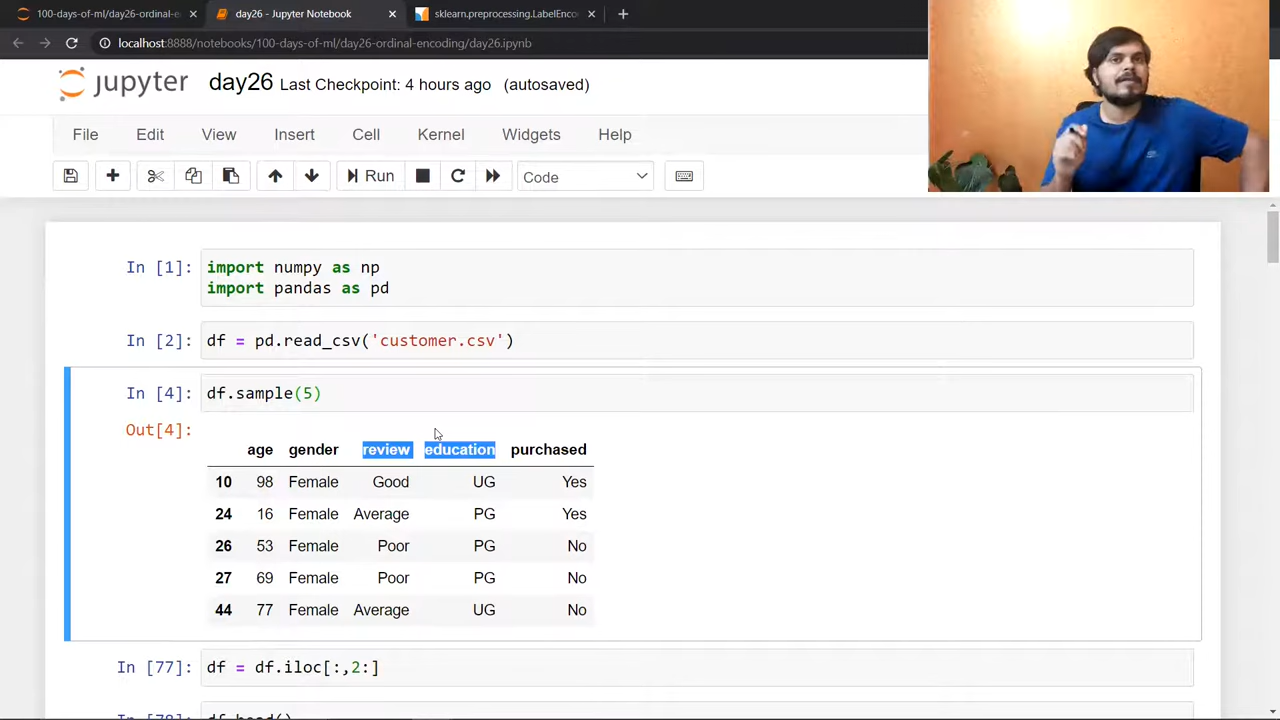 100-days-of-ml/day26-ordinal-en
day26 - Jupyter Notebook
sklearn.preprocessing.LabelEnco
localhost:8888/notebooks/100-days-of-ml/day26-ordinal-encoding/day26.ipynb
jupyter day26 Last Checkpoint: 4 hours ago (autosaved)
File Edit View Insert Cell Kernel Widgets Help
Run Code
In [1]: import numpy as np
import pandas as pd
In [2]: df = pd.read_csv('customer.csv')
In [4]: df.sample(5)
Out[4]:
age gender review education purchased
10 98 Female Good UG Yes
24 16 Female Average PG Yes
26 53 Female Poor PG No
27 69 Female Poor PG No
44 77 Female Average UG No
In [77]: df = df.iloc[:,2:]
In [78]: df.head()